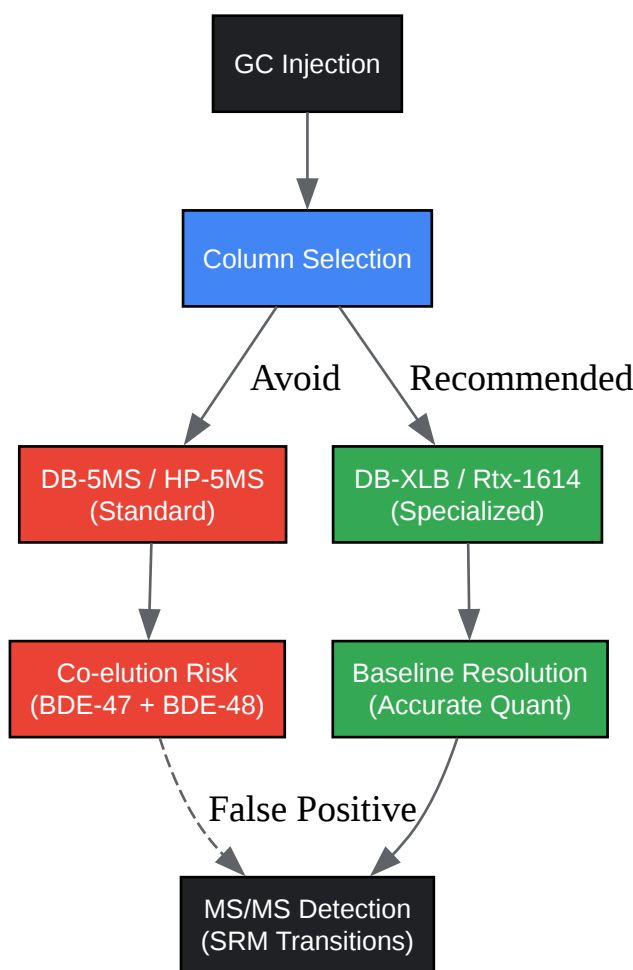 GC Injection
Column Selection
Avoid
Recommended
DB-5MS / HP-5MS
(Standard)
DB-XLB / Rtx-1614
(Specialized)
Co-elution Risk
(BDE-47 + BDE-48)
Baseline Resolution
(Accurate Quant)
False Positive
MS/MS Detection
(SRM Transitions)